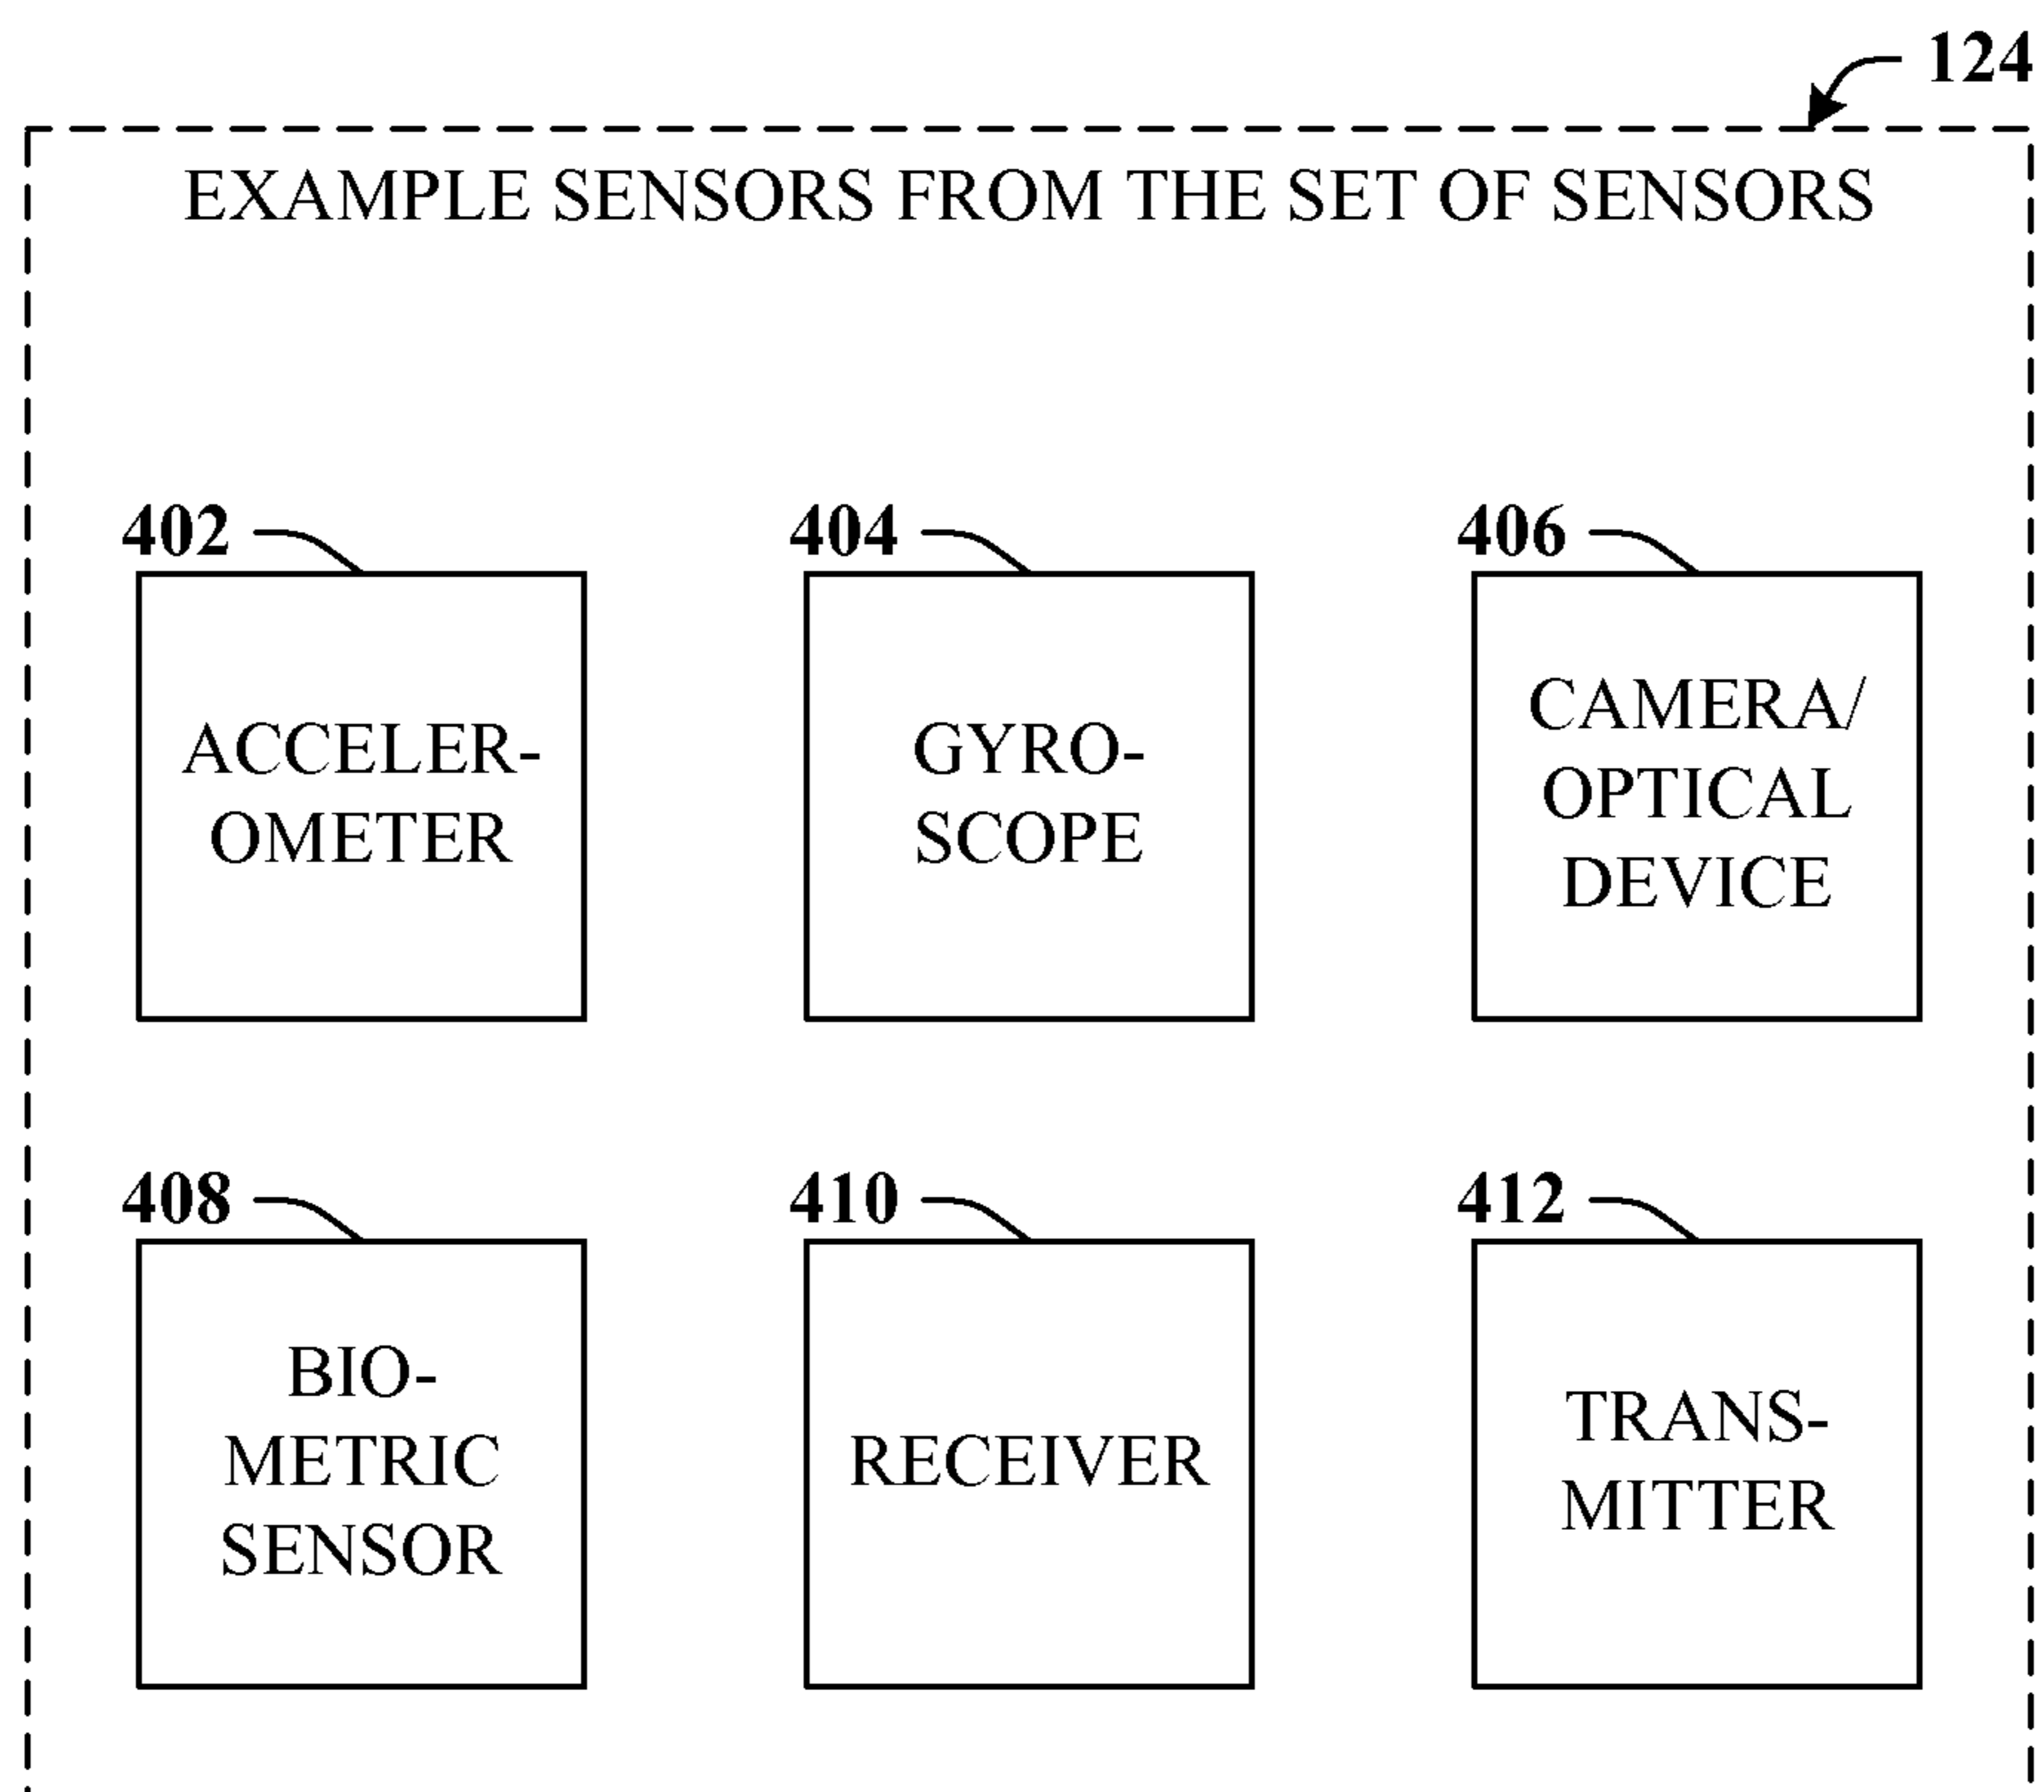 124
EXAMPLE SENSORS FROM THE SET OF SENSORS
402
ACCELER-
OMETER
404
GYRO-
SCOPE
406
CAMERA/
OPTICAL
DEVICE
408
BIO-
METRIC
SENSOR
410
RECEIVER
412
TRANS-
MITTER